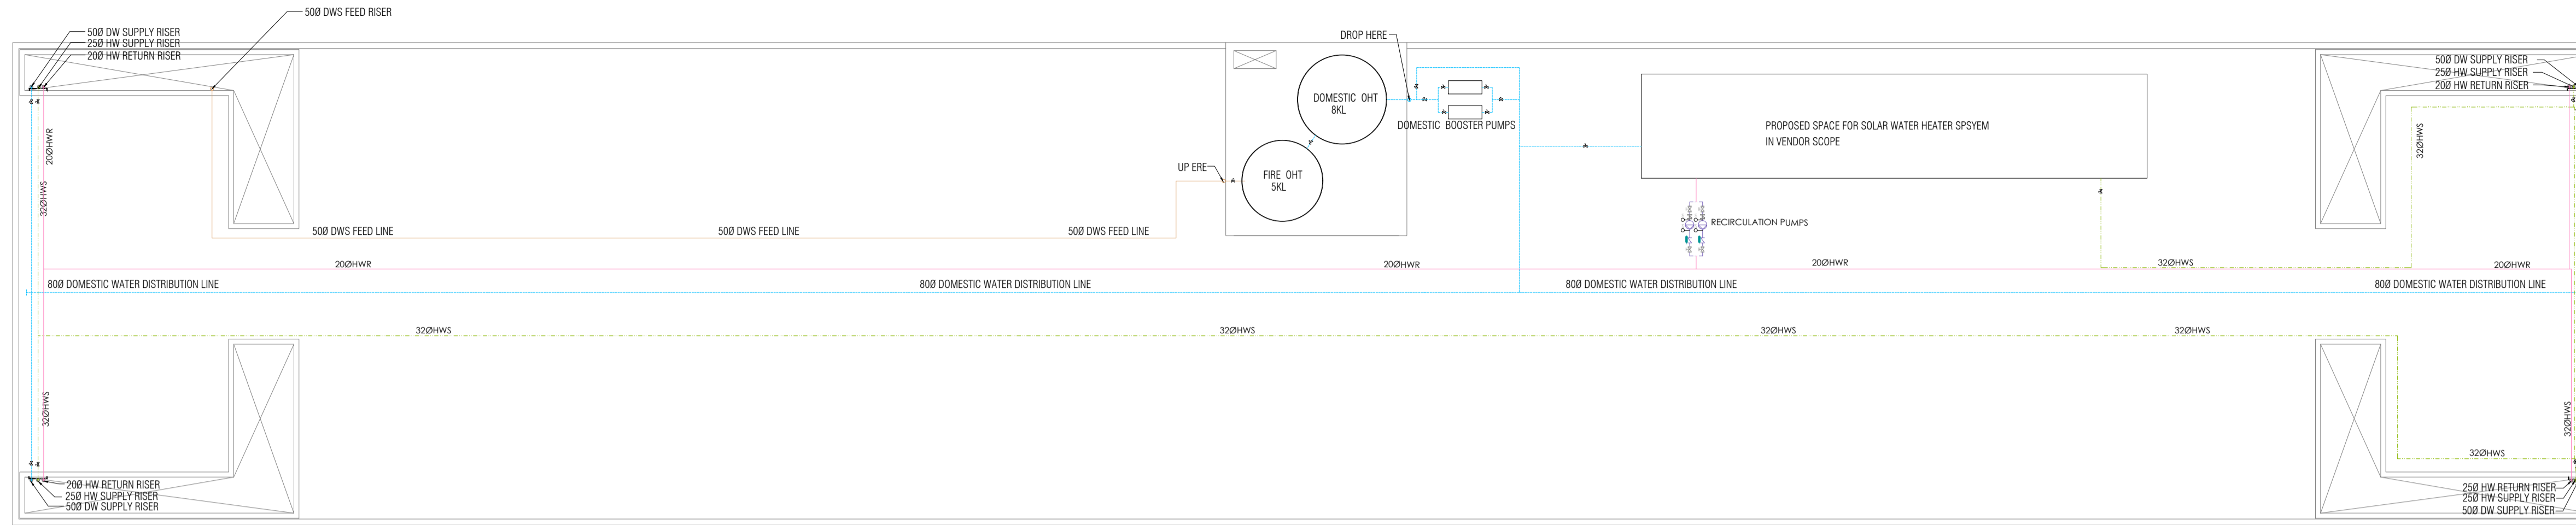 50Ø DWS FEED RISER
50Ø DW SUPPLY RISER
25Ø HW SUPPLY RISER
20Ø HW RETURN RISER
DROP HERE
50Ø DW SUPPLY RISER
25Ø HW SUPPLY RISER
20Ø HW RETURN RISER
DOMESTIC OHT
8KL
DOMESTIC BOOSTER PUMPS
PROPOSED SPACE FOR SOLAR WATER HEATER SPSYEM
IN VENDOR SCOPE
20ØHWR
32ØHWS
32ØHWS
UP ERE
FIRE OHT
5KL
RECIRCULATION PUMPS
50Ø DWS FEED LINE
50Ø DWS FEED LINE
50Ø DWS FEED LINE
20ØHWR
20ØHWR
20ØHWR
32ØHWS
20ØHWR
80Ø DOMESTIC WATER DISTRIBUTION LINE
80Ø DOMESTIC WATER DISTRIBUTION LINE
80Ø DOMESTIC WATER DISTRIBUTION LINE
80Ø DOMESTIC WATER DISTRIBUTION LINE
32ØHWS
32ØHWS
32ØHWS
32ØHWS
32ØHWS
32ØHWS
32ØHWS
20Ø HW RETURN RISER
25Ø HW SUPPLY RISER
50Ø DW SUPPLY RISER
25Ø HW RETURN RISER
25Ø HW SUPPLY RISER
50Ø DW SUPPLY RISER